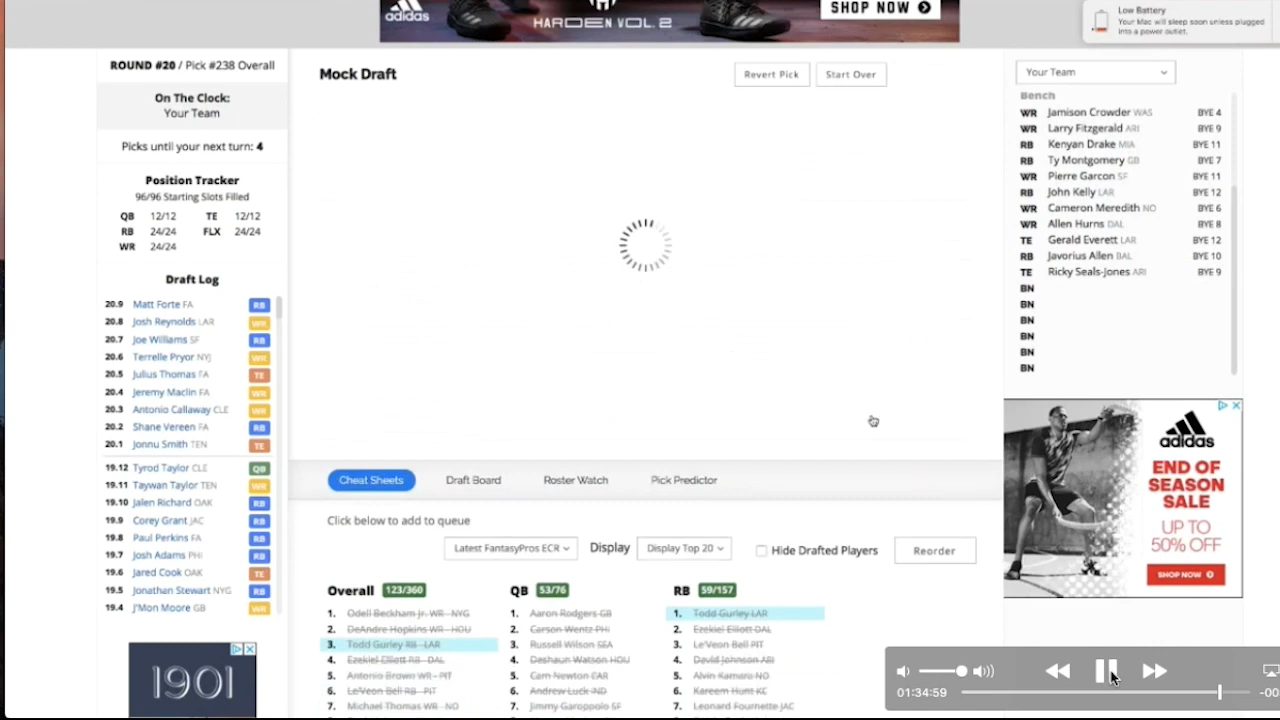 adidas
HARDEN VOL. 2
SHOP NOW
Low Battery
Your Mac will sleep soon unless plugged
into a power outlet.
ROUND #20 / Pick #238 Overall
On The Clock:
Your Team
Picks until your next turn: 4
Position Tracker
96/96 Starting Slots Filled
QB 12/12 TE 12/12
RB 24/24 FLX 24/24
WR 24/24
Draft Log
20.9 Matt Forte FA RB
20.8 Josh Reynolds LAR WR
20.7 Joe Williams SF RB
20.6 Terrelle Pryor NYJ WR
20.5 Julius Thomas FA TE
20.4 Jeremy Maclin FA WR
20.3 Antonio Callaway CLE WR
20.2 Shane Vereen FA RB
20.1 Jonnu Smith TEN TE
19.12 Tyrod Taylor CLE QB
19.11 Taywan Taylor TEN WR
19.10 Jalen Richard OAK RB
19.9 Corey Grant JAC RB
19.8 Paul Perkins FA RB
19.7 Josh Adams PHI RB
19.6 Jared Cook OAK TE
19.5 Jonathan Stewart NYG RB
19.4 J'Mon Moore GB WR
1901
Mock Draft
Revert Pick
Start Over
Cheat Sheets Draft Board Roster Watch Pick Predictor
Click below to add to queue
Latest FantasyPros ECR Display Display Top 20 Hide Drafted Players Reorder
Overall 123/360
1. Odell Beckham Jr. WR - NYG
2. DeAndre Hopkins WR - HOU
3. Todd Gurley RB - LAR
4. Ezekiel Elliott RB - DAL
5. Antonio Brown WR - PIT
6. Le'Veon Bell RB - PIT
7. Michael Thomas WR - NO
QB 53/76
1. Aaron Rodgers GB
2. Carson Wentz PHI
3. Russell Wilson SEA
4. Deshaun Watson HOU
5. Cam Newton CAR
6. Andrew Luck IND
7. Jimmy Garoppolo SF
RB 59/157
1. Todd Gurley LAR
2. Ezekiel Elliott DAL
3. Le'Veon Bell PIT
4. David Johnson ARI
5. Alvin Kamara NO
6. Kareem Hunt KC
7. Leonard Fournette JAC
Your Team
Bench
WR Jamison Crowder WAS BYE 4
WR Larry Fitzgerald ARI BYE 9
RB Kenyan Drake MIA BYE 11
RB Ty Montgomery GB BYE 7
WR Pierre Garcon SF BYE 11
RB John Kelly LAR BYE 12
WR Cameron Meredith NO BYE 6
WR Allen Hurns DAL BYE 8
TE Gerald Everett LAR BYE 12
RB Javorius Allen BAL BYE 10
TE Ricky Seals-Jones ARI BYE 9
BN
BN
BN
BN
BN
BN
adidas
END OF
SEASON
SALE
UP TO
50% OFF
SHOP NOW
01:34:59
-00